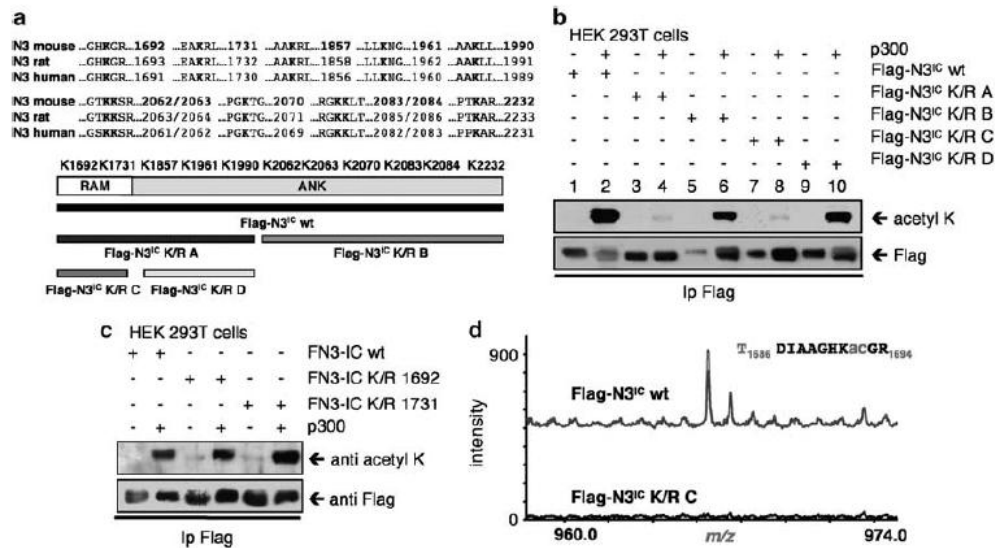 a
N3 mouse ...GHKGR...1692 ...EAKRL...1731 ...AAKRL...1857 ...LLKNG...1961 ...AAKLL...1990
N3 rat ...GHKGR...1693 ...EAKRL...1732 ...AAKRL...1858 ...LLKNG...1962 ...AAKLL...1991
N3 human ...GHKGR...1691 ...EAKRL...1730 ...AAKRL...1856 ...LLKNG...1960 ...AAKLL...1989
N3 mouse ...GTKKSR...2062/2063 ...PGKTG...2070 ...RGKKLT...2083/2084 ...PTKAR...2232
N3 rat ...GTKKSR...2063/2064 ...PGKTG...2071 ...RGKKLT...2085/2086 ...PTKAR...2233
N3 human ...GSKKSR...2061/2062 ...PGKTG...2069 ...RGKKLT...2082/2083 ...PPKAR...2231
K1692K1731 K1857 K1961 K1990 K2062K2063 K2070 K2083K2084 K2232
RAM ANK
Flag-N3IC wt
Flag-N3IC K/R A Flag-N3IC K/R B
Flag-N3IC K/R C Flag-N3IC K/R D
b
HEK 293T cells
- + - + - + - + - + p300
+ + - - - - - - - - Flag-N3IC wt
- - + + - - - - - - Flag-N3IC K/R A
- - - - + + - - - - Flag-N3IC K/R B
- - - - - - + + - - Flag-N3IC K/R C
- - - - - - - - + + Flag-N3IC K/R D
1 2 3 4 5 6 7 8 9 10
← acetyl K
← Flag
Ip Flag
c
HEK 293T cells
+ + - - - - FN3-IC wt
- - + + - - FN3-IC K/R 1692
- - - - + + FN3-IC K/R 1731
- + - + - + p300
← anti acetyl K
← anti Flag
Ip Flag
d
T1686 DIAAGHKacGR1694
900
Flag-N3IC wt
intensity
Flag-N3IC K/R C
0
960.0 m/z 974.0